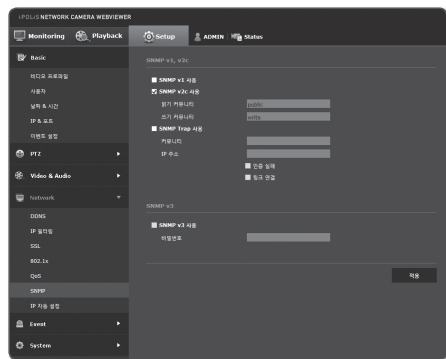 i-POLiS NETWORK CAMERA WEBVIEWER
Monitoring Playback Setup ADMIN Status
Basic
비디오 프로파일
사용자
날짜 & 시간
IP & 포트
이벤트 설정
PTZ
Video & Audio
Network
DDNS
IP 필터링
SSL
802.1x
QoS
SNMP
IP 자동 설정
Event
System
SNMP v1, v2c
SNMP v1 사용
SNMP v2c 사용
읽기 커뮤니티 public
쓰기 커뮤니티 write
SNMP Trap 사용
커뮤니티
IP 주소
인증 실패
링크 연결
SNMP v3
SNMP v3 사용
비밀번호
적용